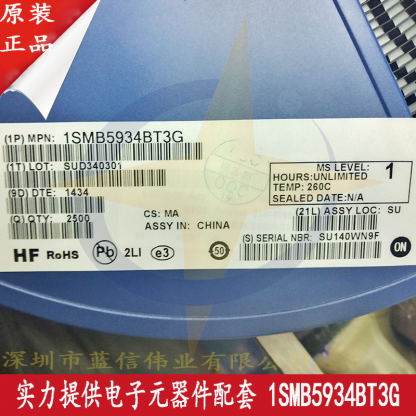 原装
正品
(1P) MPN: 1SMB5934BT3G
(1T) LOT: SUD340301
(9D) DTE: 1434
(Q) QTY: 2500
CS: MA
ASSY IN: CHINA
MS LEVEL: 1
HOURS:UNLIMITED
TEMP: 260C
SEALED DATE:N/A
(21L) ASSY LOC: SU
(S) SERIAL NBR: SU140WN9F
HF RoHS Pb 2LI e3 50 ON
深圳市蓝信伟业有限公司
实力提供电子元器件配套 1SMB5934BT3G